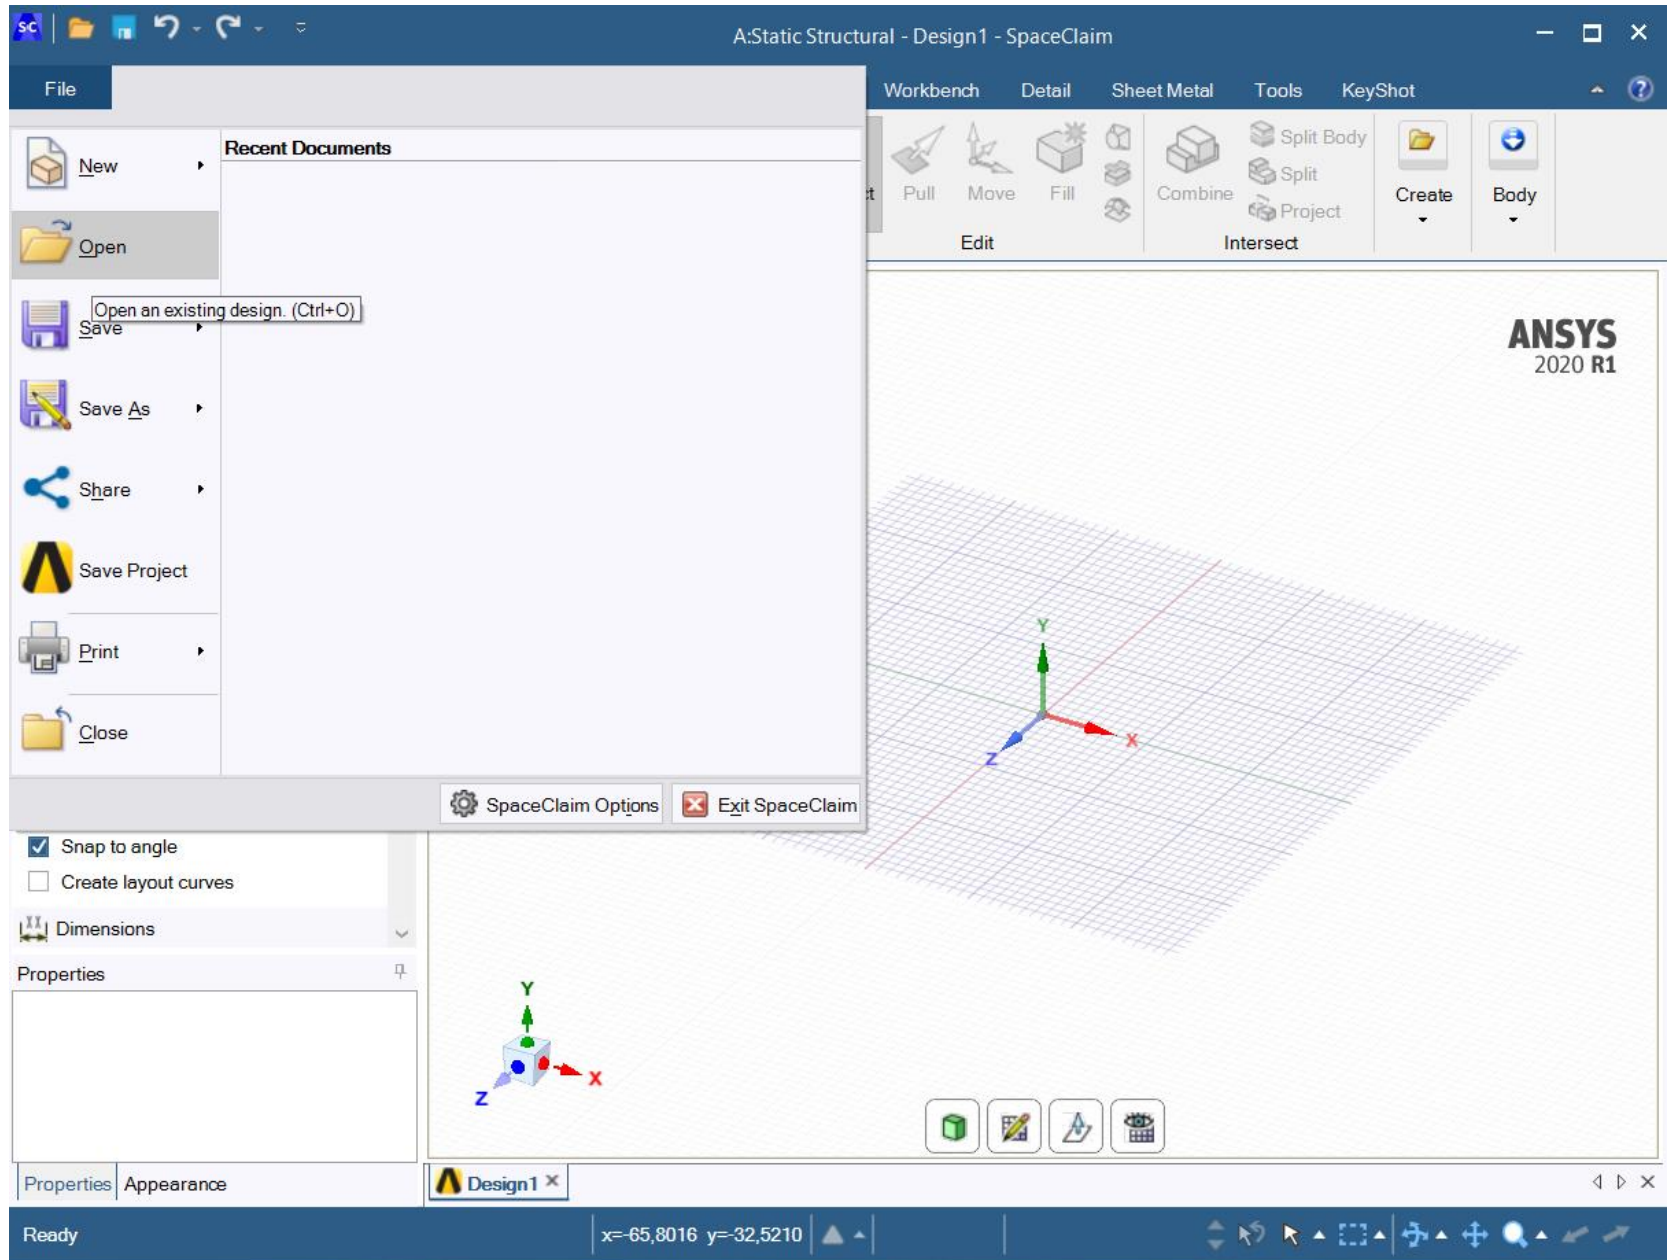 SC
A:Static Structural - Design1 - SpaceClaim
File
Workbench Detail Sheet Metal Tools KeyShot
?
New
Recent Documents
Open
Open an existing design. (Ctrl+O)
Save
Save As
Share
Save Project
Print
Close
SpaceClaim Options
Exit SpaceClaim
Pull Move Fill
Edit
Combine
Split Body
Split
Project
Intersect
Create
Body
ANSYS
2020 R1
Y
X
Z
Snap to angle
Create layout curves
Dimensions
Properties
Y
X
Z
Properties Appearance
Design1
Ready
x=-65,8016 y=-32,5210